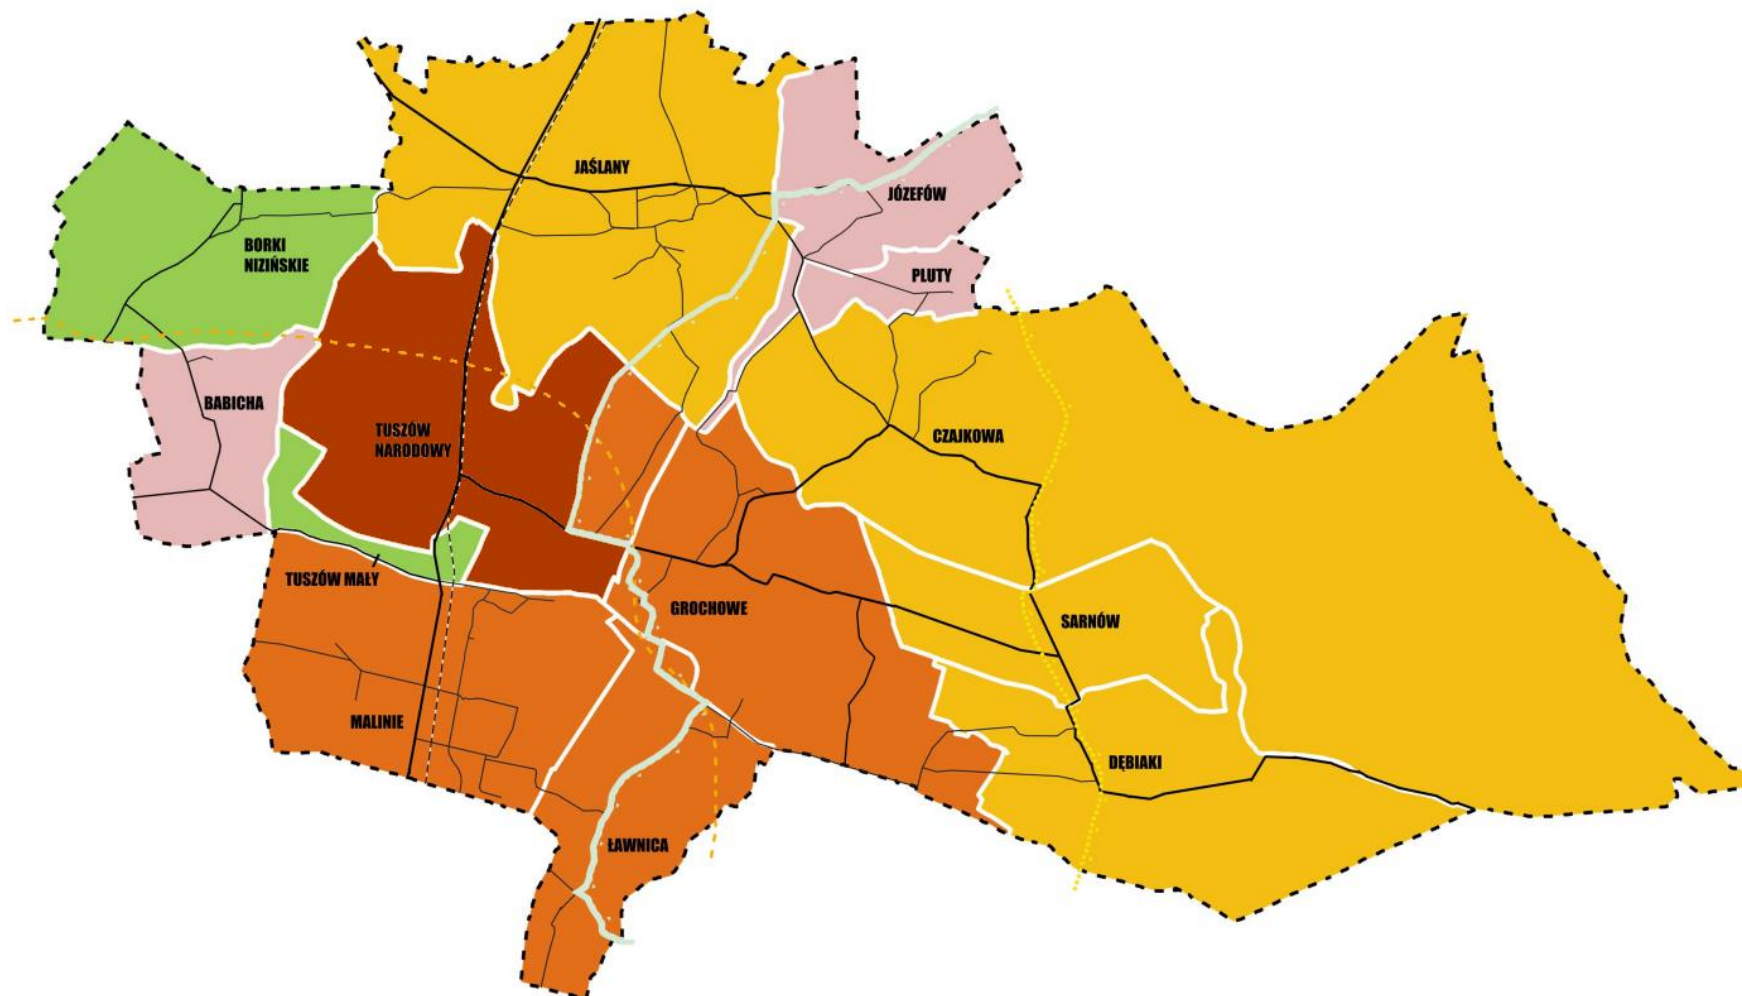 JAŚLANY
JÓZEFÓW
BORKI
NIZIŃSKIE
PLUTY
BABICHA
TUSZÓW
NARODOWY
CZAJKOWA
TUSZÓW MAŁY
GROCHOWE
SARNÓW
MALINIE
DĘBIAKI
ŁAWNICA